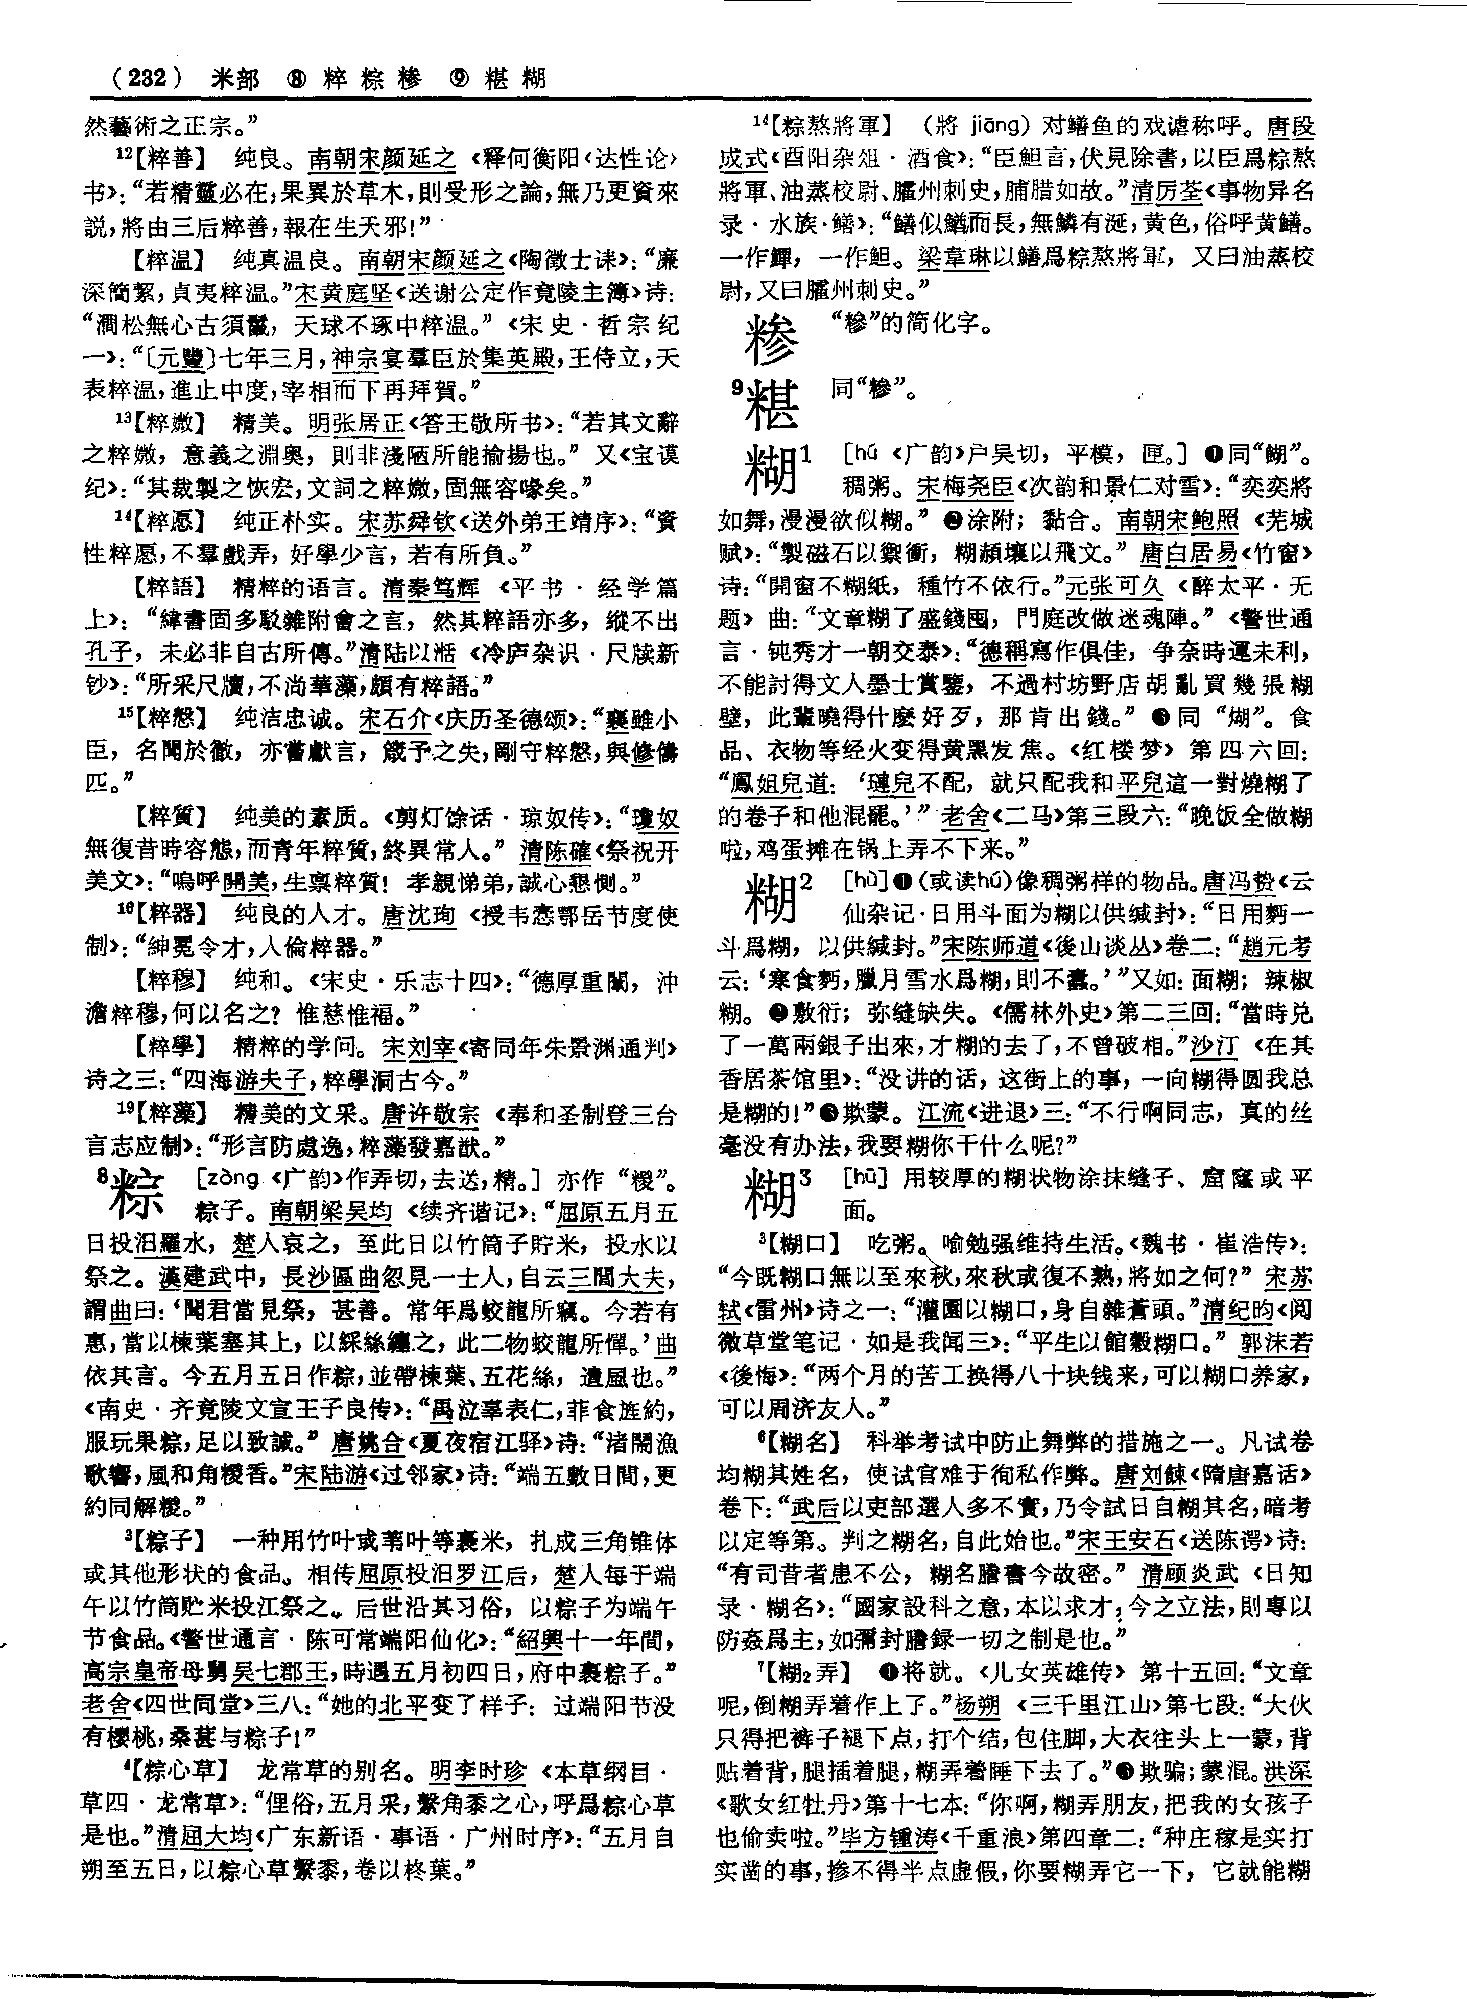 (232) 米部 ⑧ 粹 粽 糁 ⑨ 糂 糊
然藝術之正宗。”
12【粹善】 纯良。南朝宋颜延之《释何衡阳〈达性论〉
书》：“若精靈必在，果異於草木，則受形之論，無乃更資來
説，將由三后粹善，報在生天邪！”
【粹温】 纯真温良。南朝宋颜延之《陶徵士诔》：“廉
深簡絜，貞夷粹温。”宋黄庭坚《送谢公定作竟陵主簿》诗：
“澗松無心古須鬣，天球不琢中粹温。”《宋史·哲宗纪
一》：“〔元豐〕七年三月，神宗宴羣臣於集英殿，王侍立，天
表粹温，進止中度，宰相而下再拜賀。”
13【粹媺】 精美。明张居正《答王敬所书》：“若其文辭
之粹媺，意義之淵奥，則非淺陋所能揄揚也。”又《宝谟
纪》：“其裁製之恢宏，文詞之粹媺，固無容喙矣。”
14【粹愿】 纯正朴实。宋苏舜钦《送外弟王靖序》：“資
性粹愿，不羣戲弄，好學少言，若有所負。”
【粹語】 精粹的语言。清秦笃辉《平书·经学篇
上》：“緯書固多駁雜附會之言，然其粹語亦多，縱不出
孔子，未必非自古所傳。”清陆以湉《冷庐杂识·尺牍新
钞》：“所采尺牘，不尚華藻，頗有粹語。”
15【粹慤】 纯洁忠诚。宋石介《庆历圣德颂》：“襄雖小
臣，名聞於徹，亦嘗獻言，箴予之失，剛守粹慤，與修儔
匹。”
【粹質】 纯美的素质。《剪灯馀话·琼奴传》：“瓊奴
無復昔時容態，而青年粹質，終異常人。”清陈確《祭祝开
美文》：“嗚呼開美，生禀粹質！孝親悌弟，誠心懇惻。”
16【粹器】 纯良的人才。唐沈珣《授韦悫鄂岳节度使
制》：“紳冕令才，人倫粹器。”
【粹穆】 纯和。《宋史·乐志十四》：“德厚重闈，沖
澹粹穆，何以名之？惟慈惟福。”
【粹學】 精粹的学问。宋刘宰《寄同年朱景渊通判》
诗之三：“四海游夫子，粹學洞古今。”
19【粹藻】 精美的文采。唐许敬宗《奉和圣制登三台
言志应制》：“形言防處逸，粹藻發嘉猷。”
8粽 [zòng《广韵》作弄切，去送，精。] 亦作“糉”。
粽子。南朝梁吴均《续齐谐记》：“屈原五月五
日投汨羅水，楚人哀之，至此日以竹筒子貯米，投水以
祭之。漢建武中，長沙區曲忽見一士人，自云三閭大夫，
謂曲曰：‘聞君當見祭，甚善。常年爲蛟龍所竊。今若有
惠，當以楝葉塞其上，以綵絲纏之，此二物蛟龍所憚。’曲
依其言。今五月五日作粽，並帶楝葉、五花絲，遺風也。”
《南史·齐竟陵文宣王子良传》：“禹泣辜表仁，菲食旌約，
服玩果粽，足以致誠。”唐姚合《夏夜宿江驿》诗：“渚鬧漁
歌響，風和角糉香。”宋陆游《过邻家》诗：“端五數日間，更
約同解糉。”
3【粽子】 一种用竹叶或苇叶等裹米，扎成三角锥体
或其他形状的食品。相传屈原投汨罗江后，楚人每于端
午以竹筒贮米投江祭之。后世沿其习俗，以粽子为端午
节食品。《警世通言·陈可常端阳仙化》：“紹興十一年間，
高宗皇帝母舅吴七郡王，時遇五月初四日，府中裹粽子。”
老舍《四世同堂》三八：“她的北平变了样子：过端阳节没
有樱桃，桑葚与粽子！”
4【粽心草】 龙常草的别名。明李时珍《本草纲目·
草四·龙常草》：“俚俗，五月采，繫角黍之心，呼爲粽心草
是也。”清屈大均《广东新语·事语·广州时序》：“五月自
朔至五日，以粽心草繫黍，卷以柊葉。”
14【粽熬將軍】 （將 jiāng）对鳝鱼的戏谑称呼。唐段
成式《酉阳杂俎·酒食》：“臣䱇言，伏見除書，以臣爲粽熬
將軍、油蒸校尉、臛州刺史，脯腊如故。”清厉荃《事物异名
录·水族·鳝》：“鳝似鰌而長，無鱗有涎，黄色，俗呼黄鳝。
一作鱓，一作䱇。梁韋琳以鳝爲粽熬將軍，又曰油蒸校
尉，又曰臛州刺史。”
糁 “糝”的简化字。
9糂 同“糝”。
糊1 [hú《广韵》户吴切，平模，匣。] ❶同“餬”。
稠粥。宋梅尧臣《次韵和景仁对雪》：“奕奕將
如舞，漫漫欲似糊。”❷涂附；黏合。南朝宋鲍照《芜城
赋》：“製磁石以禦衝，糊頳壤以飛文。”唐白居易《竹窗》
诗：“開窗不糊紙，種竹不依行。”元张可久《醉太平·无
题》曲：“文章糊了盛錢囤，門庭改做迷魂陣。”《警世通
言·钝秀才一朝交泰》：“德稱寫作俱佳，争奈時運未利，
不能討得文人墨士賞鑒，不過村坊野店胡亂買幾張糊
壁，此輩曉得什麽好歹，那肯出錢。”❸同“煳”。食
品、衣物等经火变得黄黑发焦。《红楼梦》第四六回：
“鳳姐兒道：‘璉兒不配，就只配我和平兒這一對燒糊了
的卷子和他混罷。’”老舍《二马》第三段六：“晚饭全做糊
啦，鸡蛋摊在锅上弄不下来。”
糊2 [hù]❶（或读hú）像稠粥样的物品。唐冯贽《云
仙杂记·日用斗面为糊以供缄封》：“日用麪一
斗爲糊，以供緘封。”宋陈师道《後山谈丛》卷二：“趙元考
云：‘寒食麪，臘月雪水爲糊，則不蠹。’”又如：面糊；辣椒
糊。❷敷衍；弥缝缺失。《儒林外史》第二三回：“當時兑
了一萬兩銀子出來，才糊的去了，不曾破相。”沙汀《在其
香居茶馆里》：“没讲的话，这街上的事，一向糊得圆我总
是糊的！”❸欺蒙。江流《进退》三：“不行啊同志，真的丝
毫没有办法，我要糊你干什么呢？”
糊3 [hū] 用较厚的糊状物涂抹缝子、窟窿或平
面。
3【糊口】 吃粥。喻勉强维持生活。《魏书·崔浩传》：
“今既糊口無以至來秋，來秋或復不熟，將如之何？”宋苏
轼《雷州》诗之一：“灌園以糊口，身自雜蒼頭。”清纪昀《阅
微草堂笔记·如是我闻三》：“平生以館穀糊口。”郭沫若
《後悔》：“两个月的苦工换得八十块钱来，可以糊口养家，
可以周济友人。”
6【糊名】 科举考试中防止舞弊的措施之一。凡试卷
均糊其姓名，使试官难于徇私作弊。唐刘餗《隋唐嘉话》
卷下：“武后以吏部選人多不實，乃令試日自糊其名，暗考
以定等第。判之糊名，自此始也。”宋王安石《送陈谔》诗：
“有司昔者患不公，糊名謄書今故密。”清顾炎武《日知
录·糊名》：“國家設科之意，本以求才；今之立法，則專以
防姦爲主，如彌封謄録一切之制是也。”
7【糊2弄】 ❶将就。《儿女英雄传》第十五回：“文章
呢，倒糊弄着作上了。”杨朔《三千里江山》第七段：“大伙
只得把裤子褪下点，打个结，包住脚，大衣往头上一蒙，背
贴着背，腿插着腿，糊弄着睡下去了。”❷欺骗；蒙混。洪深
《歌女红牡丹》第十七本：“你啊，糊弄朋友，把我的女孩子
也偷卖啦。”毕方锺涛《千重浪》第四章二：“种庄稼是实打
实凿的事，掺不得半点虚假，你要糊弄它一下，它就能糊